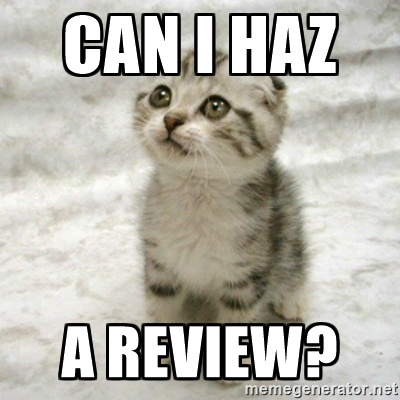 CAN I HAZ
A REVIEW?
memegenerator.net